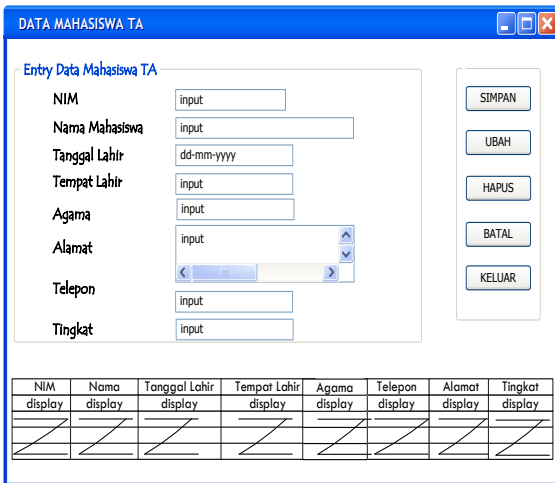 DATA MAHASISWA TA
Entry Data Mahasiswa TA
NIM input
Nama Mahasiswa input
Tanggal Lahir dd-mm-yyyy
Tempat Lahir input
Agama input
Alamat input
Telepon input
Tingkat input
SIMPAN
UBAH
HAPUS
BATAL
KELUAR
NIM Nama Tanggal Lahir Tempat Lahir Agama Telepon Alamat Tingkat
display display display display display display display display